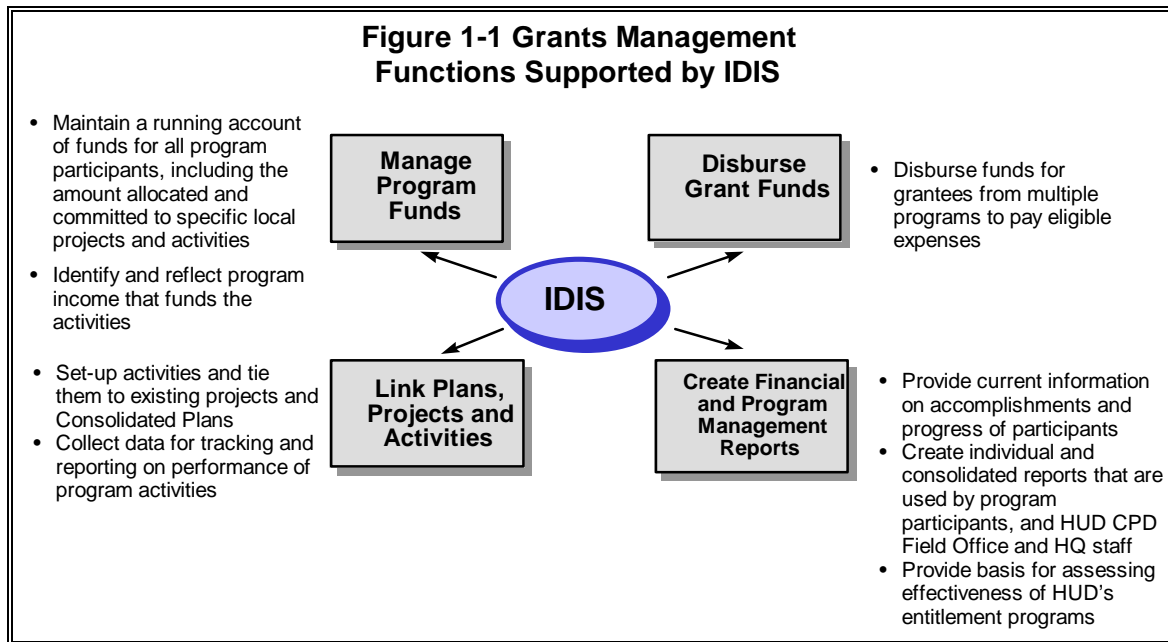 Figure 1-1 Grants Management
Functions Supported by IDIS
• Maintain a running account
of funds for all program
participants, including the
amount allocated and
committed to specific local
projects and activities
• Identify and reflect program
income that funds the
activities
Manage
Program
Funds
Disburse
Grant Funds
• Disburse funds for
grantees from multiple
programs to pay eligible
expenses
IDIS
• Set-up activities and tie
them to existing projects and
Consolidated Plans
• Collect data for tracking and
reporting on performance of
program activities
Link Plans,
Projects and
Activities
Create Financial
and Program
Management
Reports
• Provide current information
on accomplishments and
progress of participants
• Create individual and
consolidated reports that are
used by program
participants, and HUD CPD
Field Office and HQ staff
• Provide basis for assessing
effectiveness of HUD's
entitlement programs